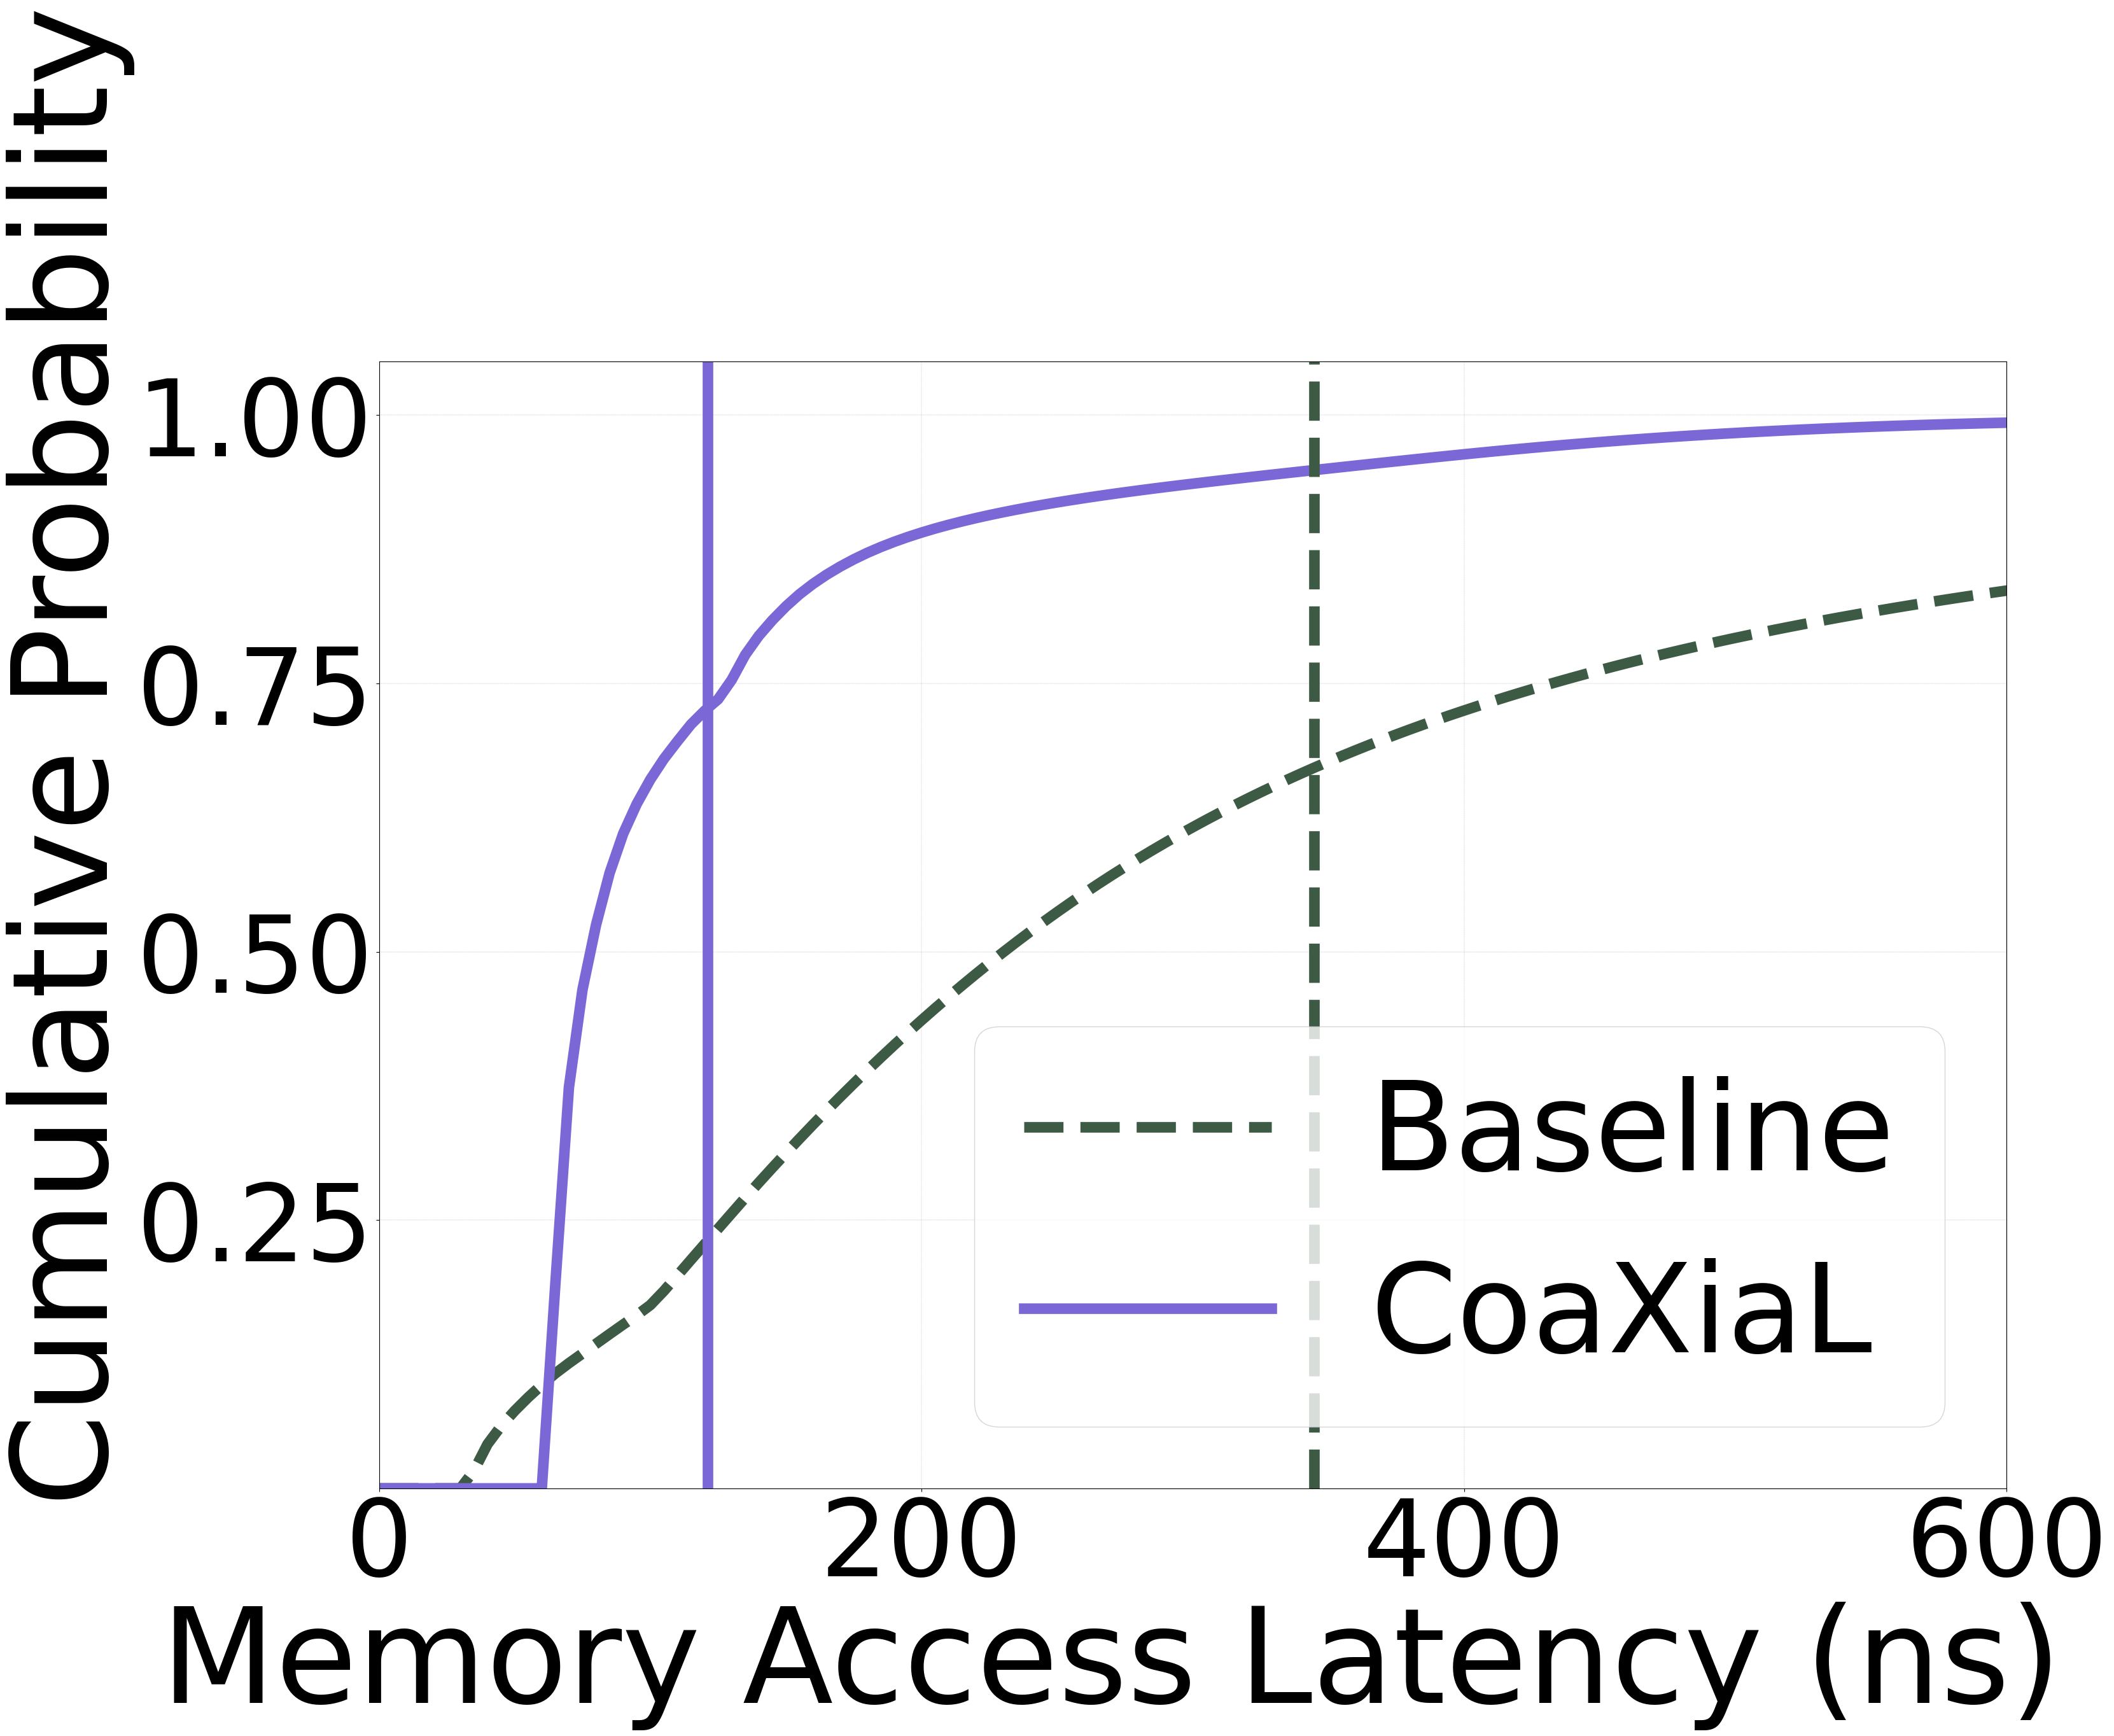 Cumulative Probability
1.00
0.75
0.50
0.25
Baseline
CoaXiaL
0 200 400 600
Memory Access Latency (ns)